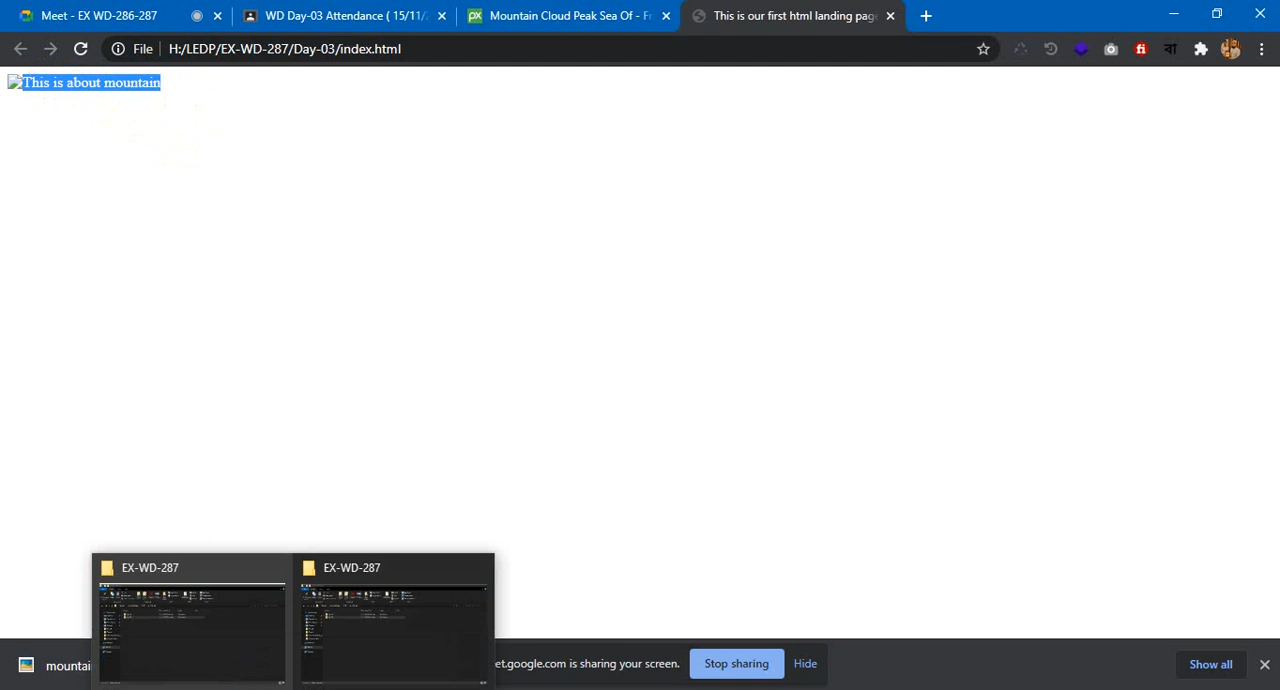 Meet - EX WD-286-287
WD Day-03 Attendance ( 15/11/
Mountain Cloud Peak Sea Of - Fr
This is our first html landing page
File
H:/LEDP/EX-WD-287/Day-03/index.html
fi
বা
This is about mountain
EX-WD-287
EX-WD-287
mountai
et.google.com is sharing your screen.
Stop sharing
Hide
Show all